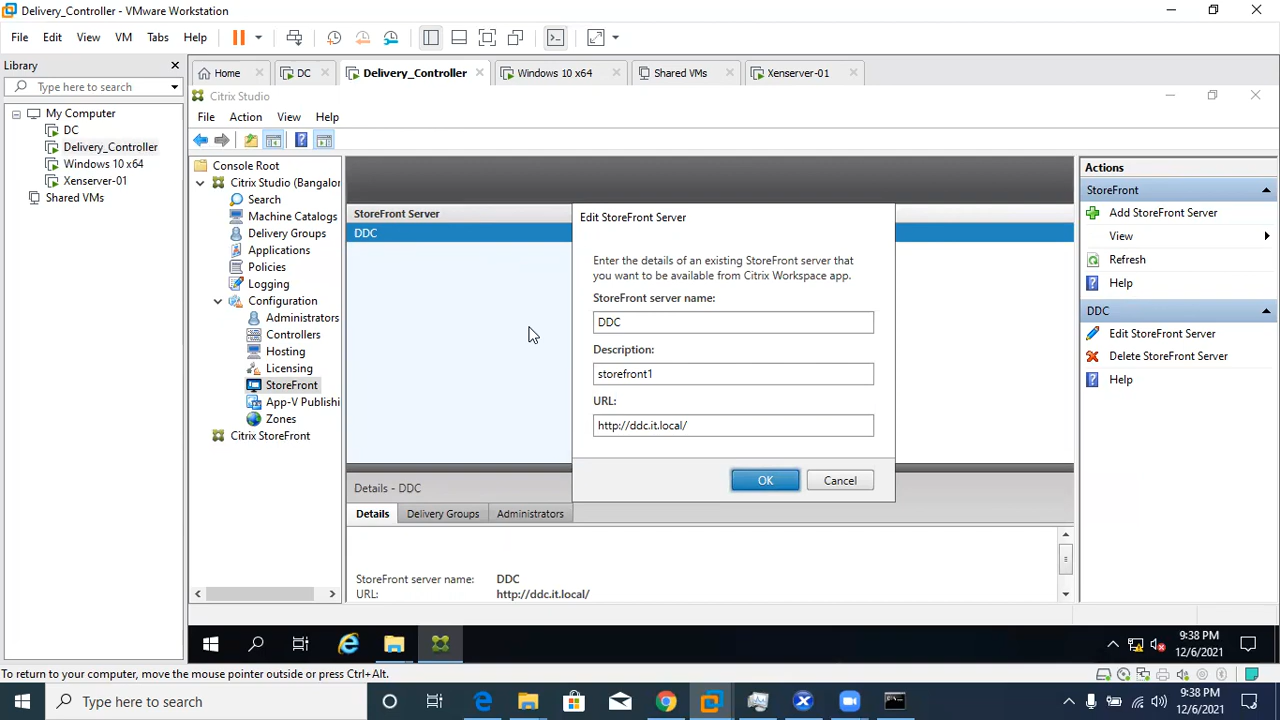 Delivery_Controller - VMware Workstation
File Edit View VM Tabs Help
Library
Type here to search
My Computer
DC
Delivery_Controller
Windows 10 x64
Xenserver-01
Shared VMs
Home
DC
Delivery_Controller
Windows 10 x64
Shared VMs
Xenserver-01
Citrix Studio
File Action View Help
Console Root
Citrix Studio (Bangalor
Search
Machine Catalogs
Delivery Groups
Applications
Policies
Logging
Configuration
Administrators
Controllers
Hosting
Licensing
StoreFront
App-V Publishi
Zones
Citrix StoreFront
StoreFront Server
DDC
Edit StoreFront Server
Enter the details of an existing StoreFront server that
you want to be available from Citrix Workspace app.
StoreFront server name:
DDC
Description:
storefront1
URL:
http://ddc.it.local/
OK Cancel
Details - DDC
Details Delivery Groups Administrators
StoreFront server name: DDC
URL: http://ddc.it.local/
Actions
StoreFront
Add StoreFront Server
View
Refresh
Help
DDC
Edit StoreFront Server
Delete StoreFront Server
Help
9:38 PM
12/6/2021
To return to your computer, move the mouse pointer outside or press Ctrl+Alt.
Type here to search
9:38 PM
12/6/2021